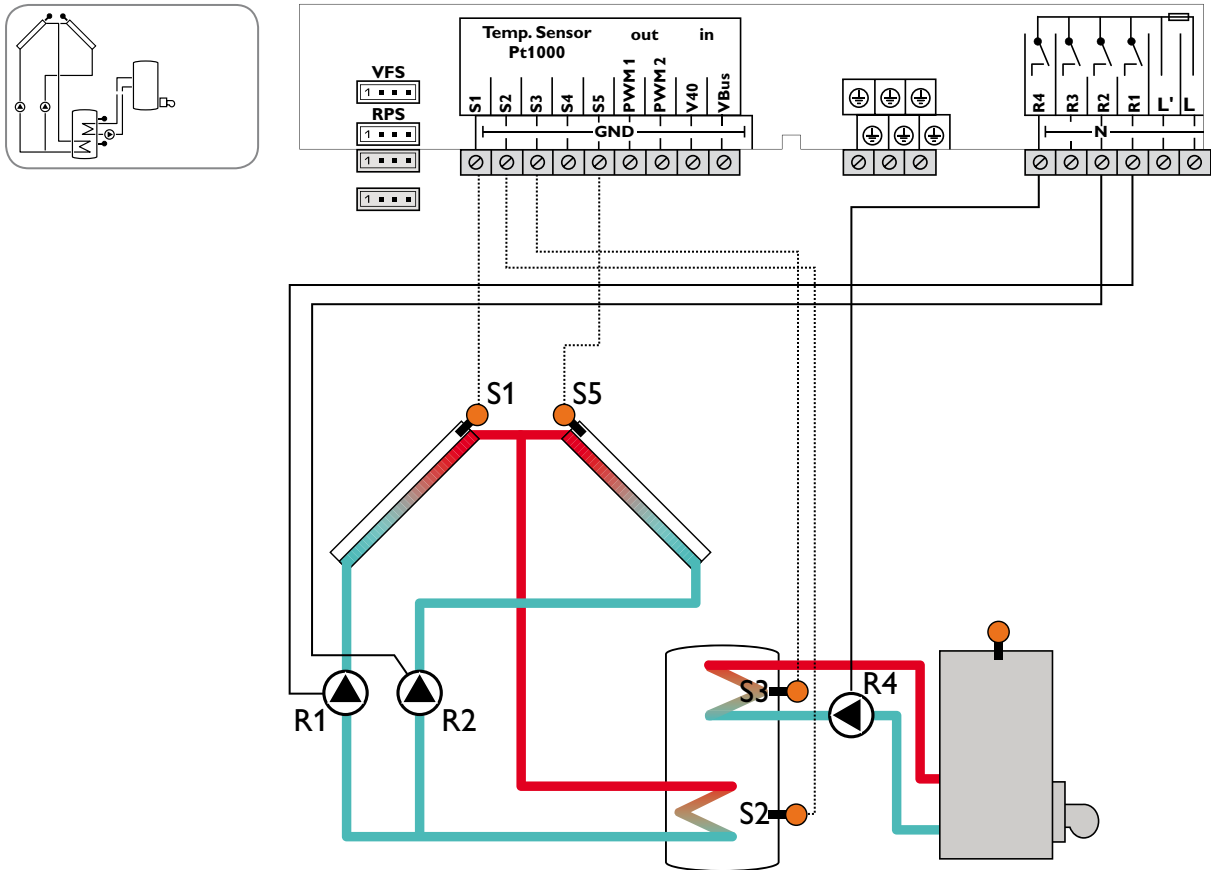 Temp. Sensor out in
Pt1000
VFS
1
RPS
1
1
1
S1 S2 S3 S4 S5 PWM 1 PWM 2 V40 VBus
GND
R4 R3 R2 R1 L' L
N
S1 S5
R1 R2
S3 R4
S2